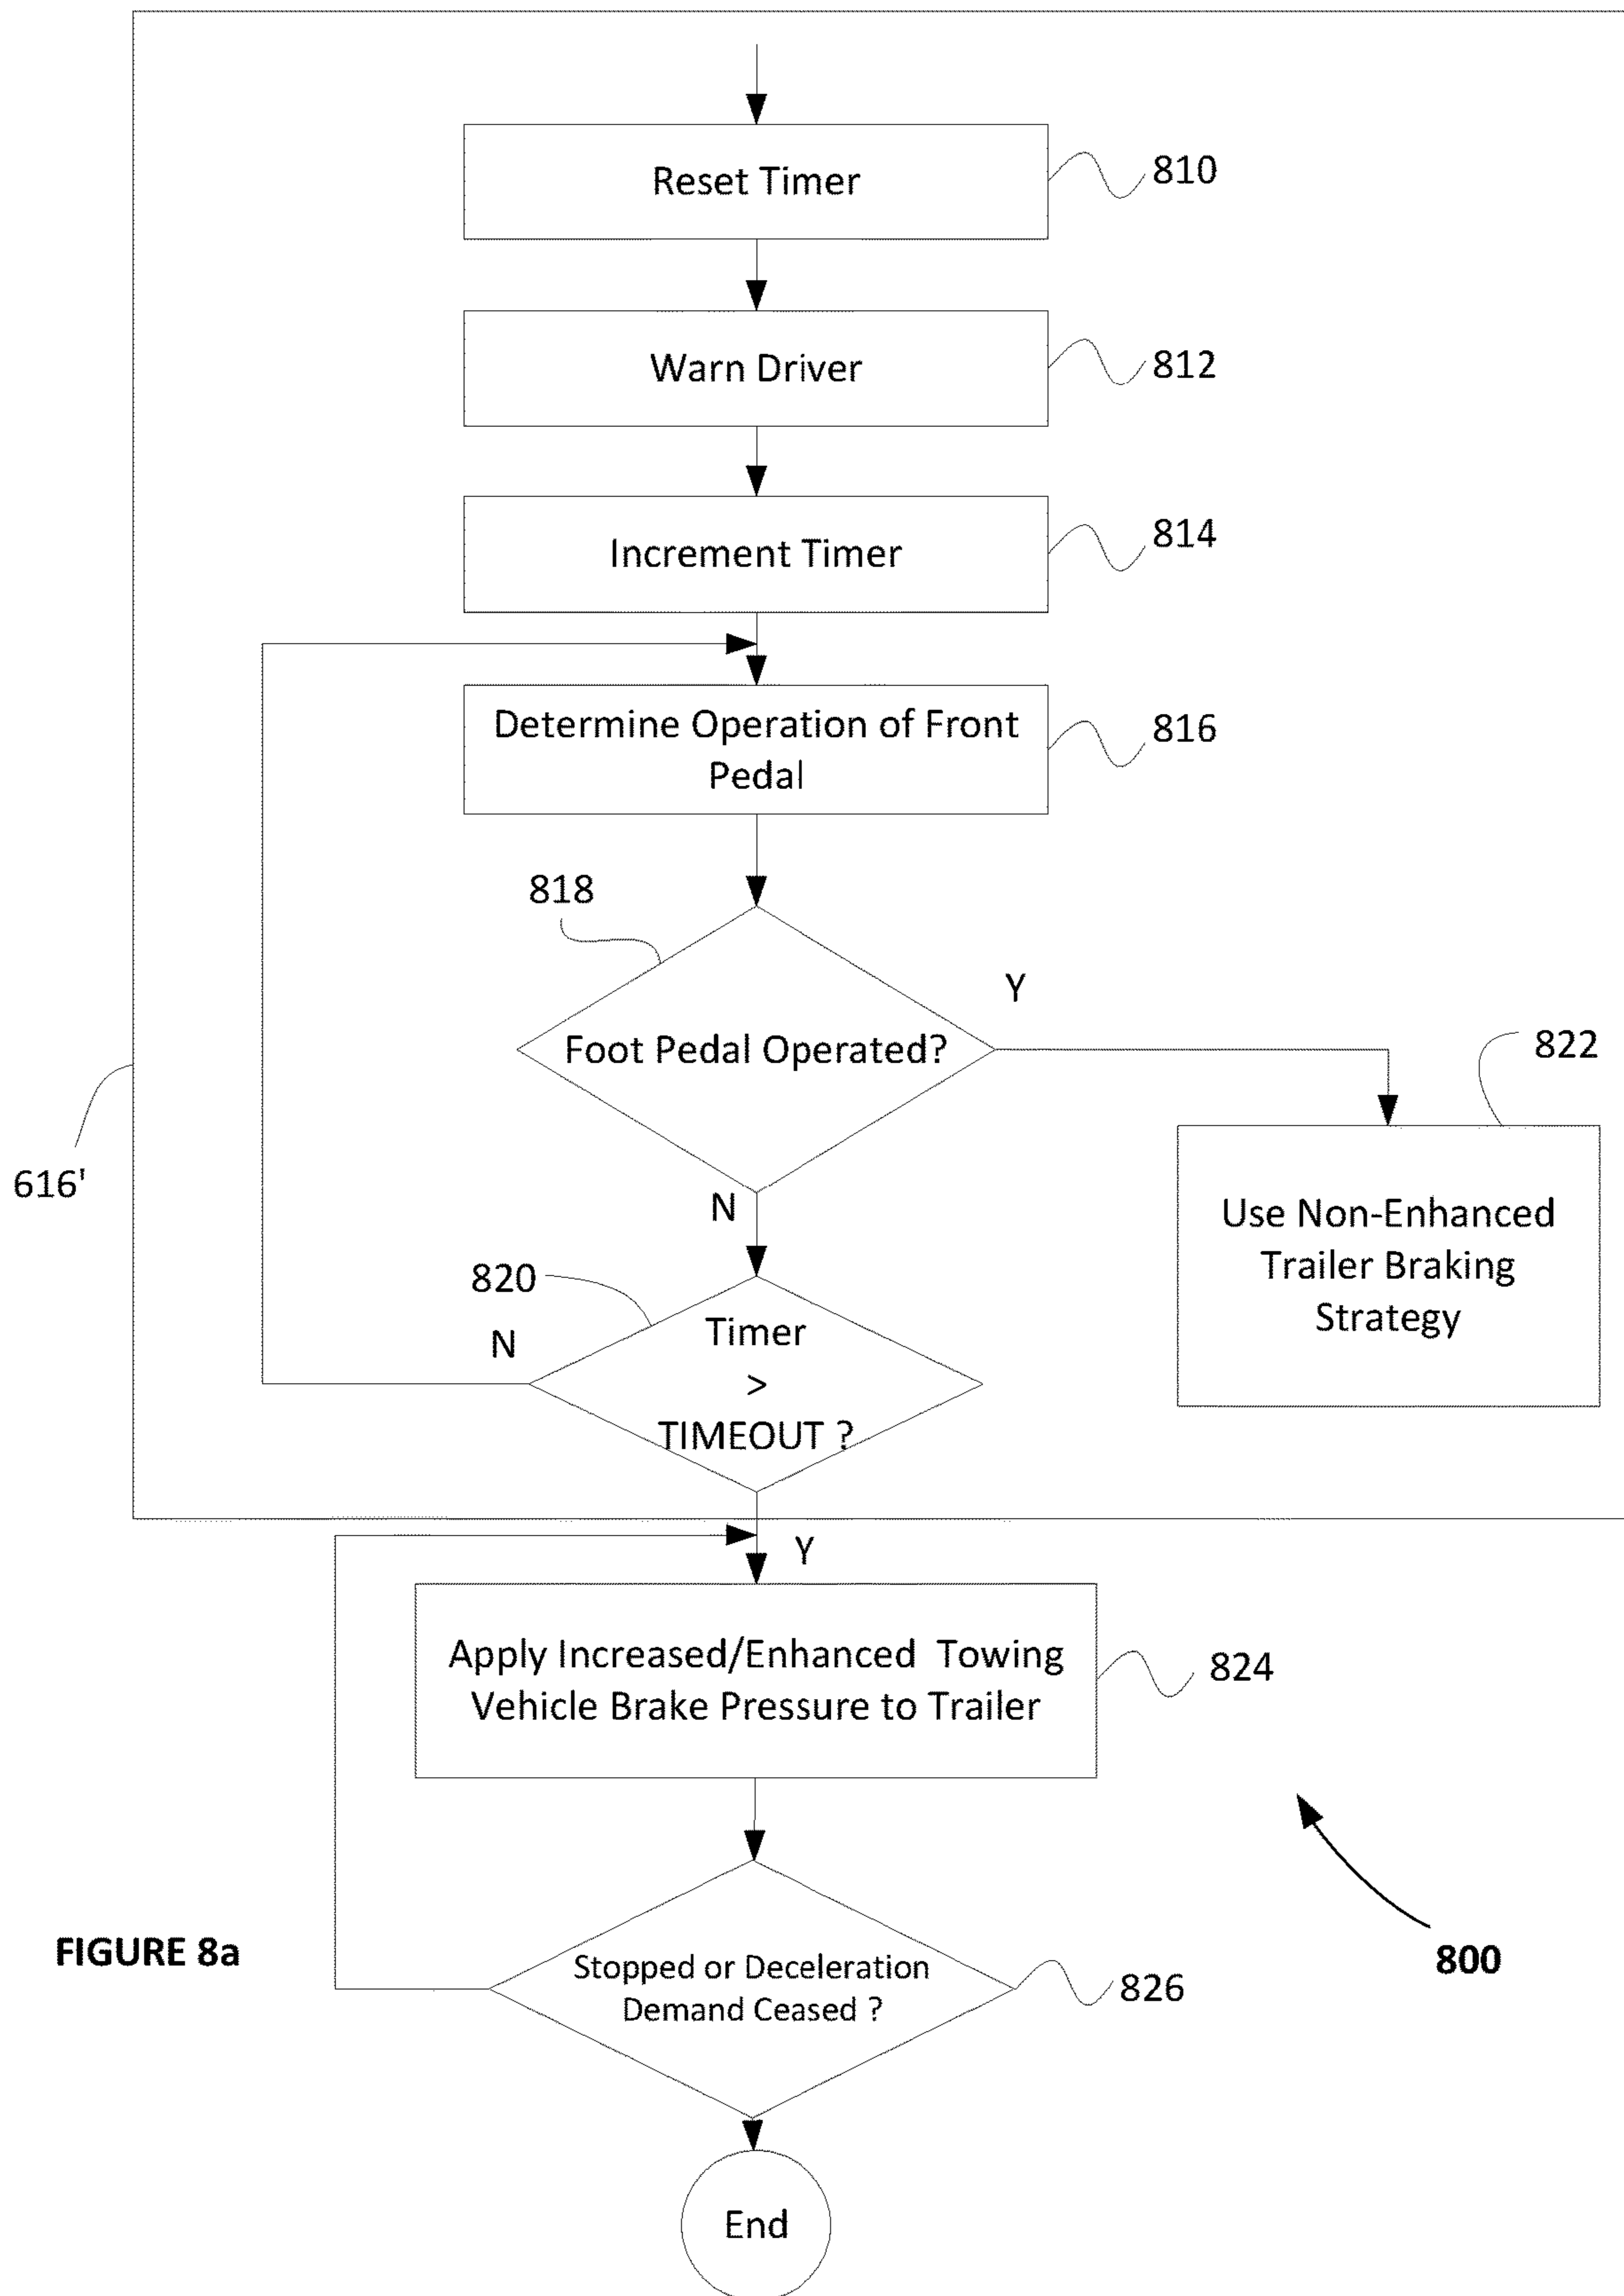 Reset Timer
810
Warn Driver
812
Increment Timer
814
Determine Operation of Front
Pedal
816
818
Foot Pedal Operated?
Y
N
822
Use Non-Enhanced
Trailer Braking
Strategy
616'
820
N
Timer
>
TIMEOUT ?
Y
Apply Increased/Enhanced Towing
Vehicle Brake Pressure to Trailer
824
FIGURE 8a
800
Stopped or Deceleration
Demand Ceased ?
826
End